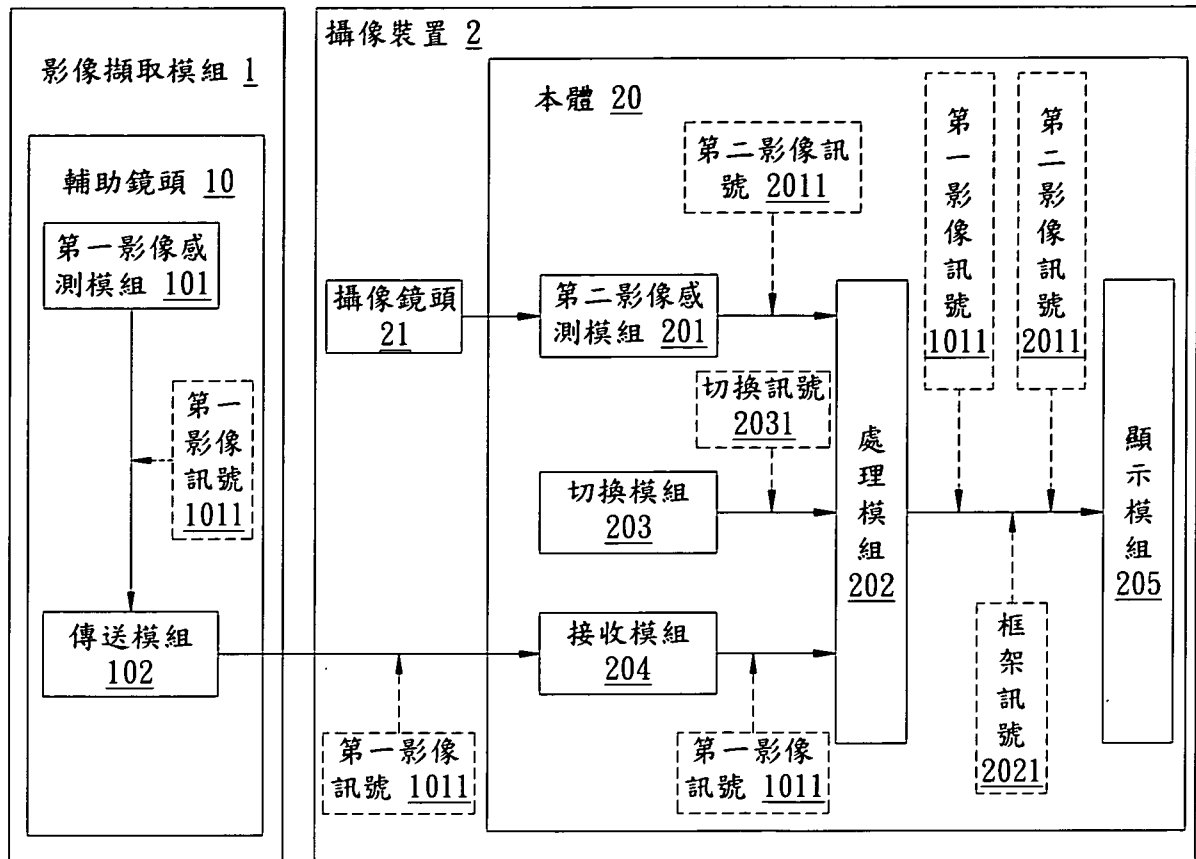 影像擷取模組 1
輔助鏡頭 10
第一影像感
測模組 101
第一
影像
訊號
1011
傳送模組
102
攝像裝置 2
攝像鏡頭
21
第一影像
訊號 1011
本體 20
第二影像訊
號 2011
第二影像感
測模組 201
切換訊號
2031
切換模組
203
接收模組
204
第一影像
訊號 1011
處理模組
202
第一影像訊號
1011
第二影像訊號
2011
框架訊號
2021
顯示模組
205